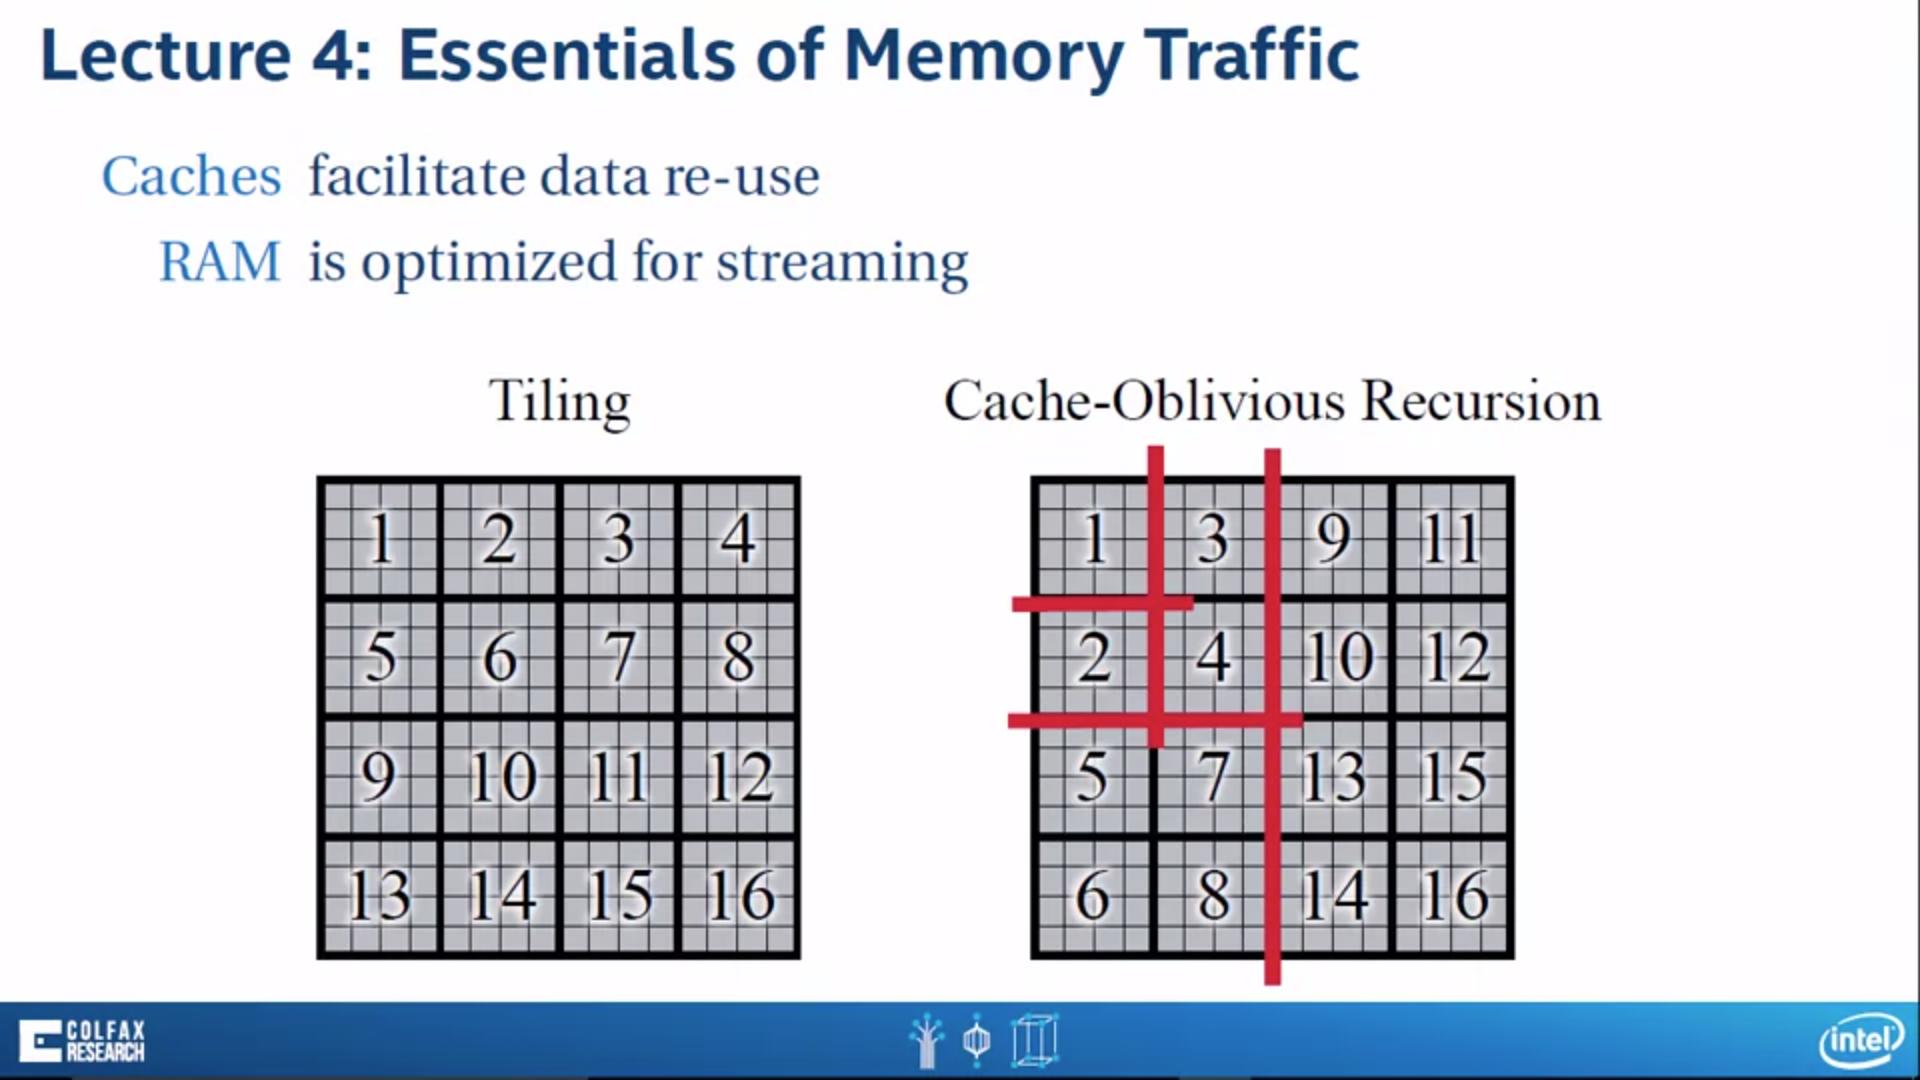 Lecture 4: Essentials of Memory Traffic
Caches facilitate data re-use
RAM is optimized for streaming
Tiling
1 2 3 4
5 6 7 8
9 10 11 12
13 14 15 16
Cache-Oblivious Recursion
1 3 9 11
2 4 10 12
5 7 13 15
6 8 14 16
COLFAX
RESEARCH
intel